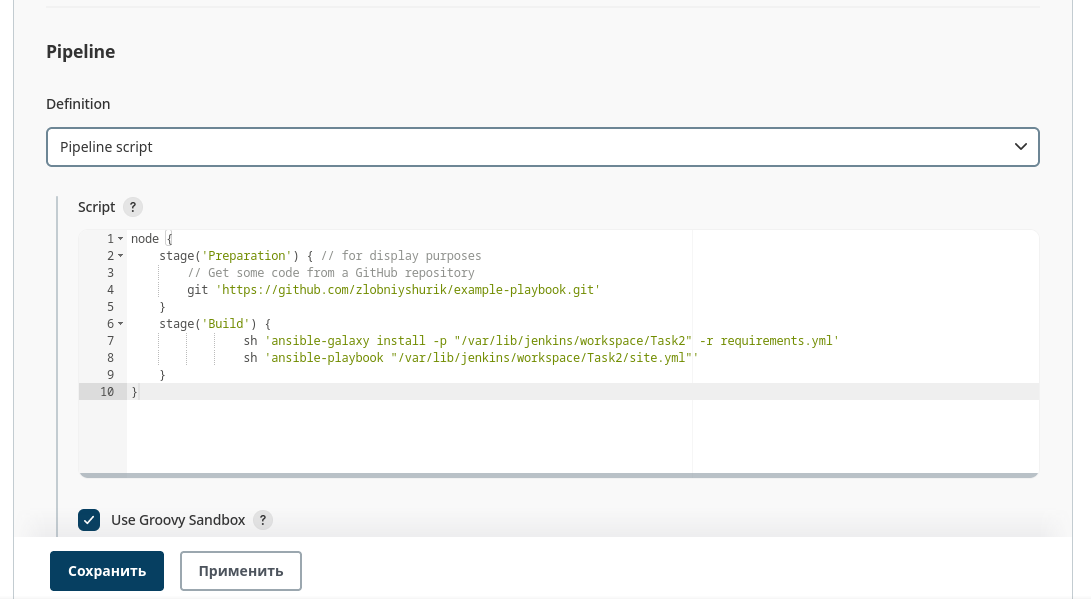 Pipeline
Definition
Pipeline script
Script ?
1 node {
2     stage('Preparation') { // for display purposes
3         // Get some code from a GitHub repository
4         git 'https://github.com/zlobniyshurik/example-playbook.git'
5     }
6     stage('Build') {
7                 sh 'ansible-galaxy install -p "/var/lib/jenkins/workspace/Task2" -r requirements.yml'
8                 sh 'ansible-playbook "/var/lib/jenkins/workspace/Task2/site.yml"'
9     }
10 }
Use Groovy Sandbox ?
Сохранить Применить